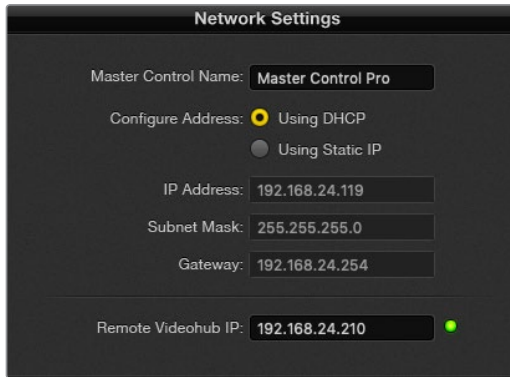 Network Settings
Master Control Name: Master Control Pro
Configure Address: Using DHCP
Using Static IP
IP Address: 192.168.24.119
Subnet Mask: 255.255.255.0
Gateway: 192.168.24.254
Remote Videohub IP: 192.168.24.210